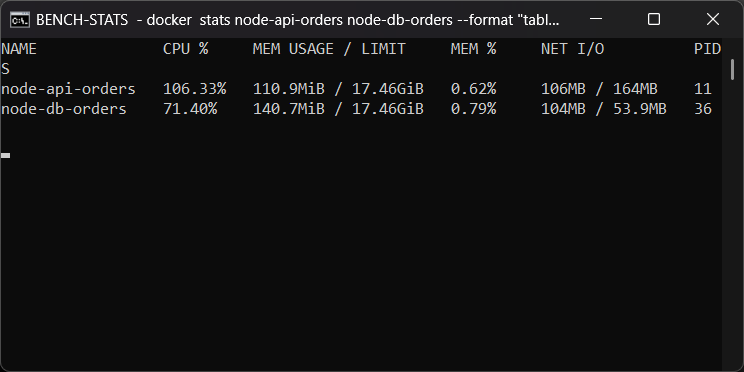 BENCH-STATS - docker stats node-api-orders node-db-orders --format "tabl...
NAME CPU % MEM USAGE / LIMIT MEM % NET I/O PID
S
node-api-orders 106.33% 110.9MiB / 17.46GiB 0.62% 106MB / 164MB 11
node-db-orders 71.40% 140.7MiB / 17.46GiB 0.79% 104MB / 53.9MB 36